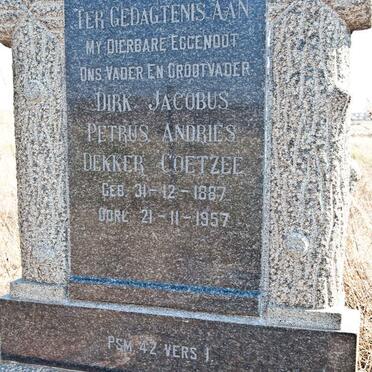 TER GEDAGTENIS AAN
MY DIERBARE EGGENOOT
ONS VADER EN GROOTVADER
DIRK JACOBUS
PETRUS ANDRIES
DEKKER COETZEE
GEB. 31-12-1887
OORL. 21-11-1957
PSM. 42 VERS 1.